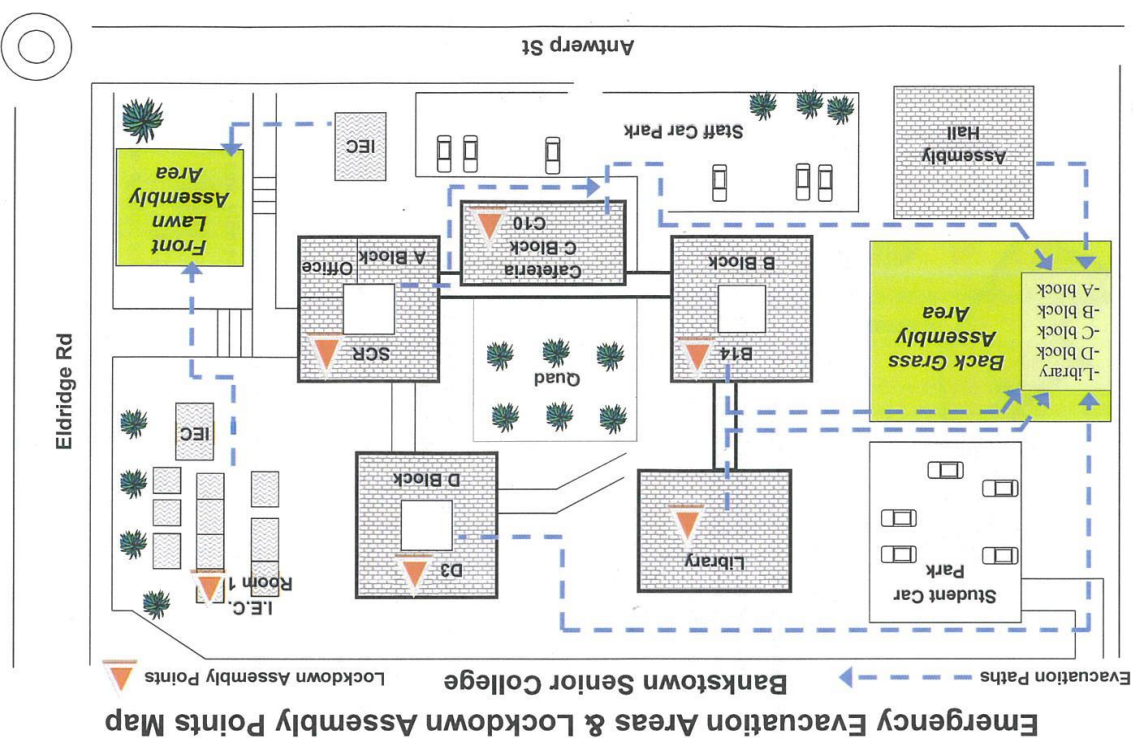 Emergency Evacuation Areas & Lockdown Assembly Points Map
Bankstown Senior College
Evacuation Paths
Lockdown Assembly Points
Student Car
Park
Library
D3
D Block
I.E.C.
Room 1
IEC
-Library
-D block
-C block
-B block
-A block
Back Grass
Assembly
Area
B14
B Block
Quad
SCR
A Block
Office
Cafeteria
C Block
C10
Front
Lawn
Assembly
Area
Eldridge Rd
Assembly
Hall
Staff Car Park
IEC
Antwerp St